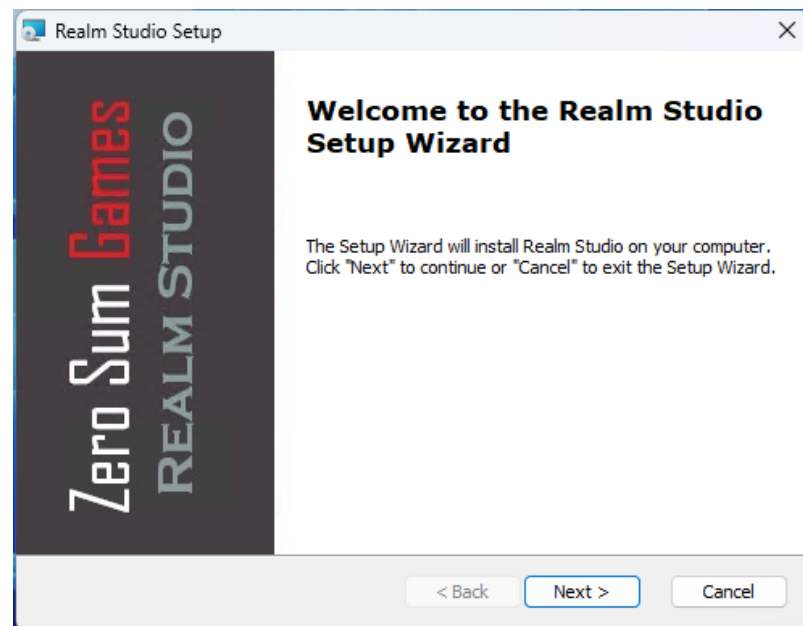 Realm Studio Setup
Zero Sum Games
REALM STUDIO
Welcome to the Realm Studio
Setup Wizard
The Setup Wizard will install Realm Studio on your computer.
Click "Next" to continue or "Cancel" to exit the Setup Wizard.
< Back
Next >
Cancel